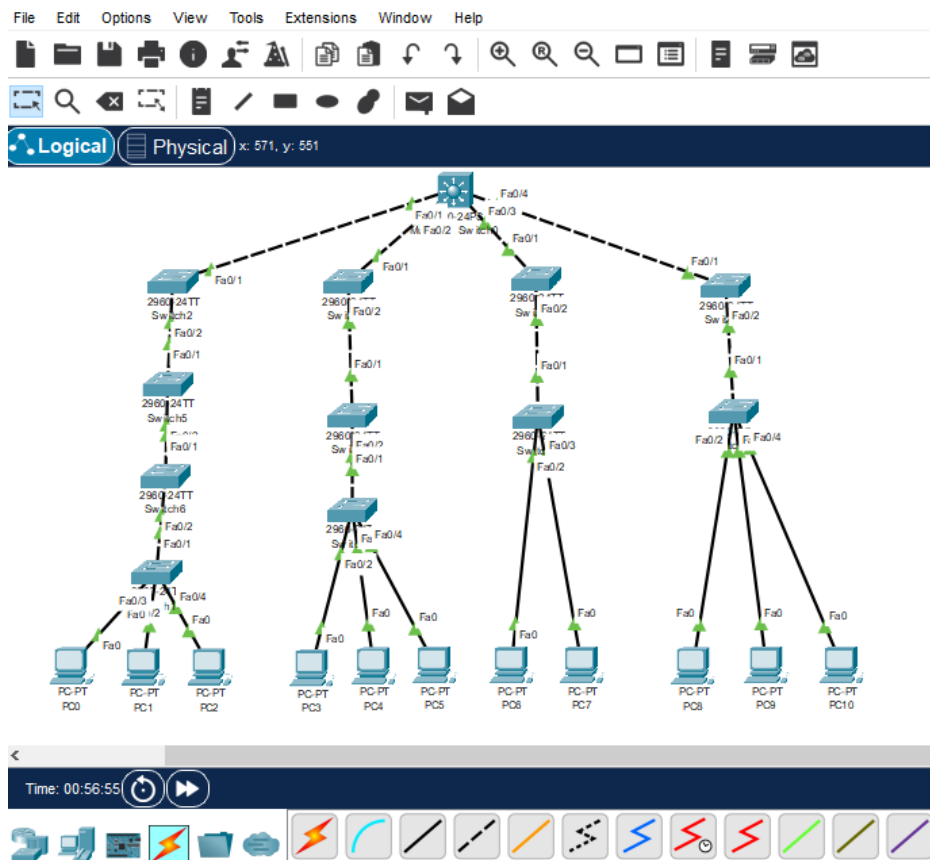 File Edit Options View Tools Extensions Window Help
Logical Physical x: 571, y: 551
Fa0/4
Fa0/1 Fa0/3
Fa0/2 Fa0/1
Fa0/1 Fa0/1 Fa0/1
Fa0/2 Fa0/2 Fa0/2
Switch2
Fa0/2
Fa0/1 Fa0/1 Fa0/1 Fa0/1
2960-24TT
Switch5
Fa0/1 Fa0/3 Fa0/2 Fa0/4
Fa0/1 Fa0/2
2960-24TT
Switch6
Fa0/2
Fa0/1 Fa0/4
Fa0/2
Fa0/3 Fa0/4
Fa0 Fa0 Fa0 Fa0 Fa0
Fa0 Fa0 Fa0 Fa0 Fa0
PC-PT PC-PT PC-PT PC-PT PC-PT PC-PT PC-PT PC-PT PC-PT PC-PT PC-PT
PC0 PC1 PC2 PC3 PC4 PC5 PC6 PC7 PC8 PC9 PC10
Time: 00:56:55